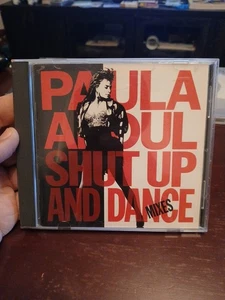 PAULA
ABDUL
SHUT UP
AND DANCE
MIXES